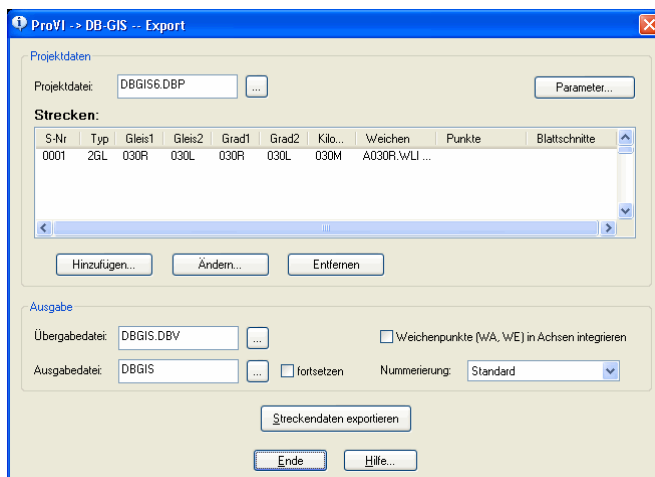 ProVI -> DB-GIS -- Export
Projektdaten
Projektdatei: DBGIS6.DBP ... Parameter...
Strecken:
S-Nr Typ Gleis1 Gleis2 Grad1 Grad2 Kilo... Weichen Punkte Blattschnitte
0001 2GL 030R 030L 030R 030L 030M A030R.WLI ...
Hinzufügen... Ändern... Entfernen
Ausgabe
Übergabedatei: DBGIS.DBV ... Weichenpunkte (WA, WE) in Achsen integrieren
Ausgabedatei: DBGIS ... fortsetzen Nummerierung: Standard
Streckendaten exportieren
Ende Hilfe...